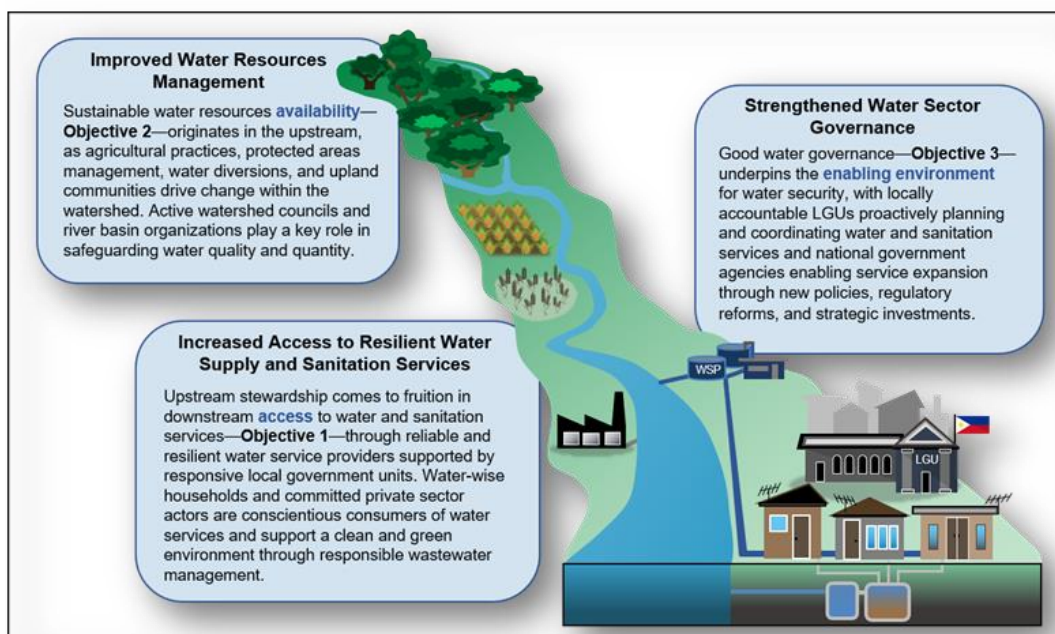 Improved Water Resources
Management
Sustainable water resources availability—
Objective 2—originates in the upstream,
as agricultural practices, protected areas
management, water diversions, and upland
communities drive change within the
watershed. Active watershed councils and
river basin organizations play a key role in
safeguarding water quality and quantity.
Strengthened Water Sector
Governance
Good water governance—Objective 3—
underpins the enabling environment
for water security, with locally
accountable LGUs proactively planning
and coordinating water and sanitation
services and national government
agencies enabling service expansion
through new policies, regulatory
reforms, and strategic investments.
Increased Access to Resilient Water
Supply and Sanitation Services
Upstream stewardship comes to fruition in
downstream access to water and sanitation
services—Objective 1—through reliable and
resilient water service providers supported by
responsive local government units. Water-wise
households and committed private sector
actors are conscientious consumers of water
services and support a clean and green
environment through responsible wastewater
management.
WSP
LGU